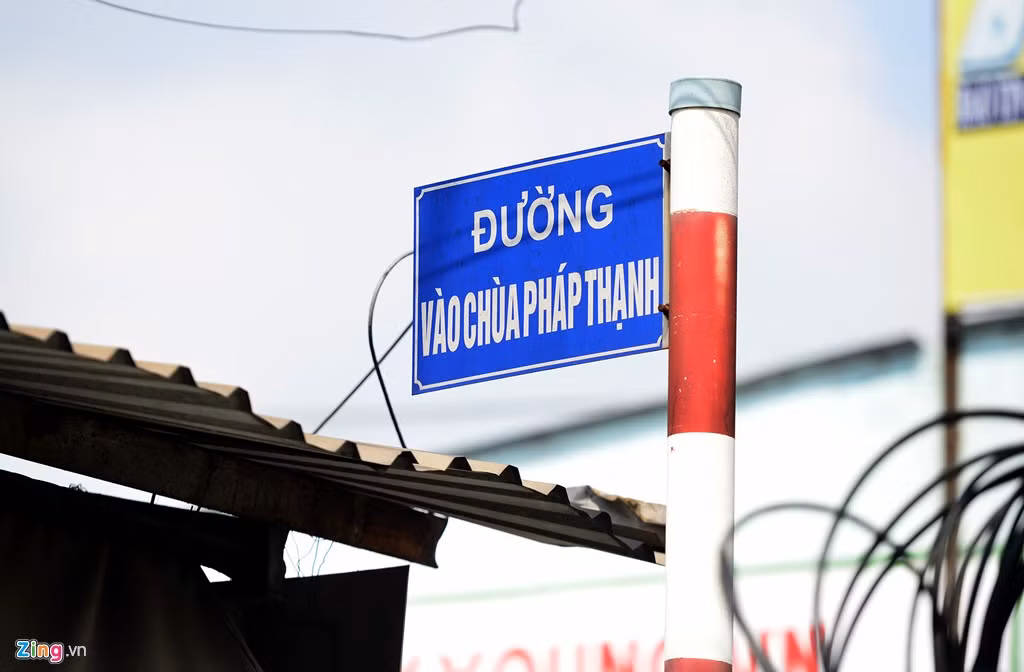 ĐƯỜNG
VÀO CHÙA PHÁP THẠNH
Zing.vn